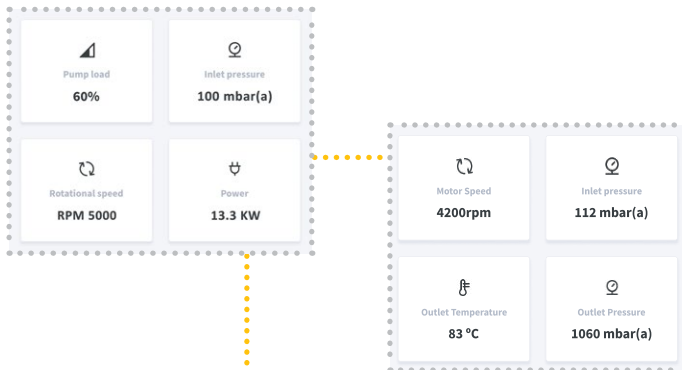 Pump load
60%
Inlet pressure
100 mbar(a)
Rotational speed
RPM 5000
Power
13.3 KW
Motor Speed
4200rpm
Inlet pressure
112 mbar(a)
Outlet Temperature
83 ºC
Outlet Pressure
1060 mbar(a)